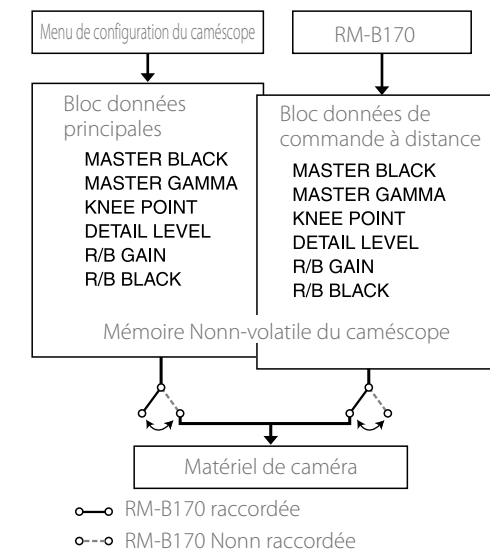 Menu de configuration du caméscope
RM-B170
Bloc données
principales
MASTER BLACK
MASTER GAMMA
KNEE POINT
DETAIL LEVEL
R/B GAIN
R/B BLACK
Bloc données de
commande à distance
MASTER BLACK
MASTER GAMMA
KNEE POINT
DETAIL LEVEL
R/B GAIN
R/B BLACK
Mémoire Nonn-volatile du caméscope
Matériel de caméra
RM-B170 raccordée
RM-B170 Nonn raccordée